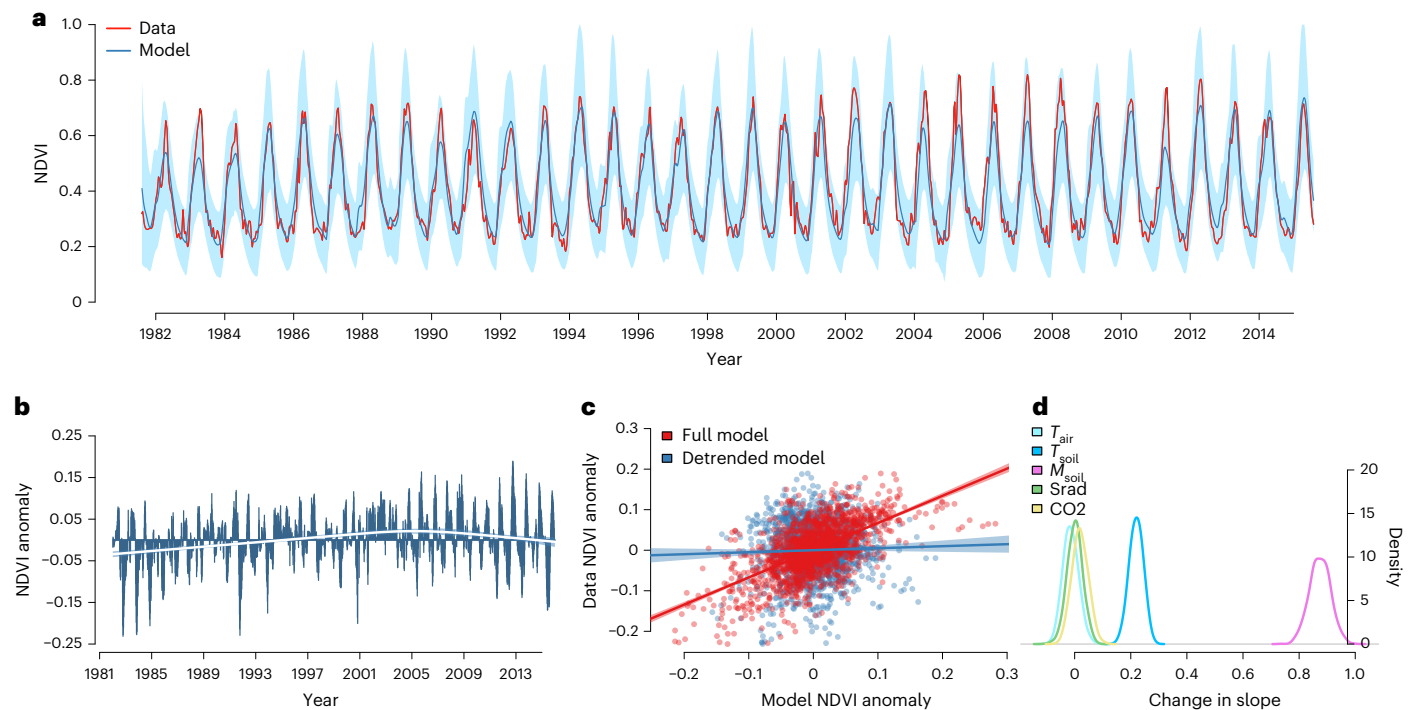 a
Data
Model
NDVI
1.0
0.8
0.6
0.4
0.2
0
1982 1984 1986 1988 1990 1992 1994 1996 1998 2000 2002 2004 2006 2008 2010 2012 2014
Year
b
NDVI anomaly
0.25
0.15
0.05
−0.05
−0.15
−0.25
1981 1985 1989 1993 1997 2001 2005 2009 2013
Year
c
Full model
Detrended model
Data NDVI anomaly
0.3
0.2
0.1
0
−0.1
−0.2
−0.2 −0.1 0 0.1 0.2 0.3
Model NDVI anomaly
d
Tair
Tsoil
Msoil
Srad
CO2
20
15
10
5
0
Density
0 0.2 0.4 0.6 0.8 1.0
Change in slope